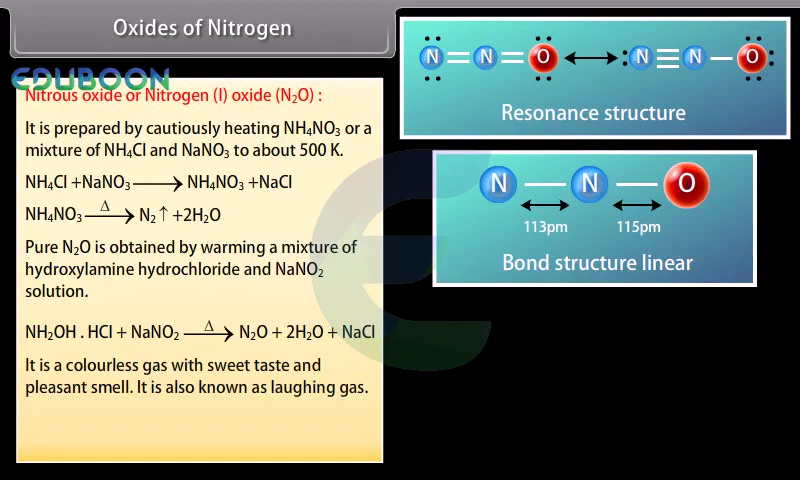 Oxides of Nitrogen
EDUBOON
Nitrous oxide or Nitrogen (I) oxide (N₂O) :
It is prepared by cautiously heating NH₄NO₃ or a
mixture of NH₄Cl and NaNO₃ to about 500 K.
NH₄Cl +NaNO₃ ⟶ NH₄NO₃ +NaCl
NH₄NO₃ ⟶ N₂ ↑ +2H₂O
Δ
Pure N₂O is obtained by warming a mixture of
hydroxylamine hydrochloride and NaNO₂
solution.
NH₂OH . HCl + NaNO₂ ⟶ N₂O + 2H₂O + NaCl
Δ
It is a colourless gas with sweet taste and
pleasant smell. It is also known as laughing gas.
N = N = O ⟷ N ≡ N – O
Resonance structure
N — N — O
113pm 115pm
Bond structure linear